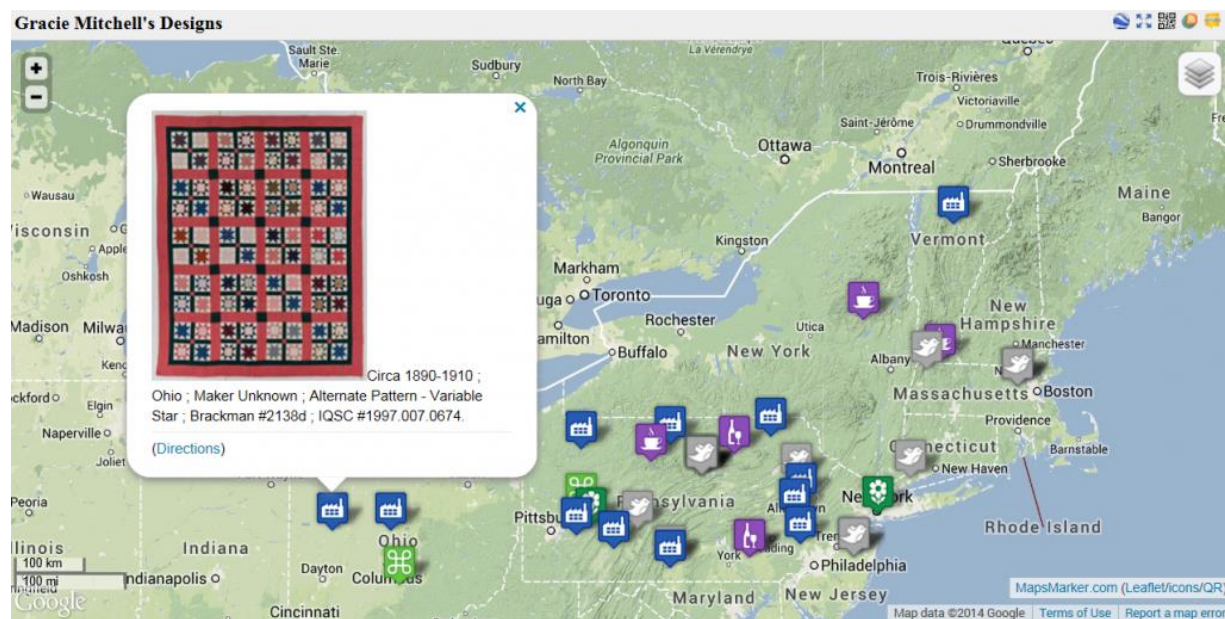 Gracie Mitchell's Designs
La Vérendrye
Sault Ste.
Marie
Sudbury
North Bay
Trois-Rivières
Victoriaville
Saint-Jérôme
Drummondville
Algonquin
Provincial Park
Ottawa
Montreal
Sherbrooke
Wausau
Maine
Bangor
Vermont
Kingston
Oshkosh
Markham
Toronto
New
Hampshire
Manchester
Madison
Rochester
Utica
Buffalo
New York
Albany
Massachusetts
Boston
Circa 1890-1910 ;
Ohio ; Maker Unknown ; Alternate Pattern - Variable
Star ; Brackman #2138d ; IQSC #1997.007.0674.
(Directions)
Elgin
Naperville
Joliet
Providence
Barnstable
New Haven
Peoria
Rhode Island
Indiana
Ohio
Dayton
York
Philadelphia
100 km
100 mi
Google
Cincinnati
Maryland
New Jersey
MapsMarker.com (Leaflet/icons/QR)
Map data ©2014 Google
Terms of Use
Report a map error